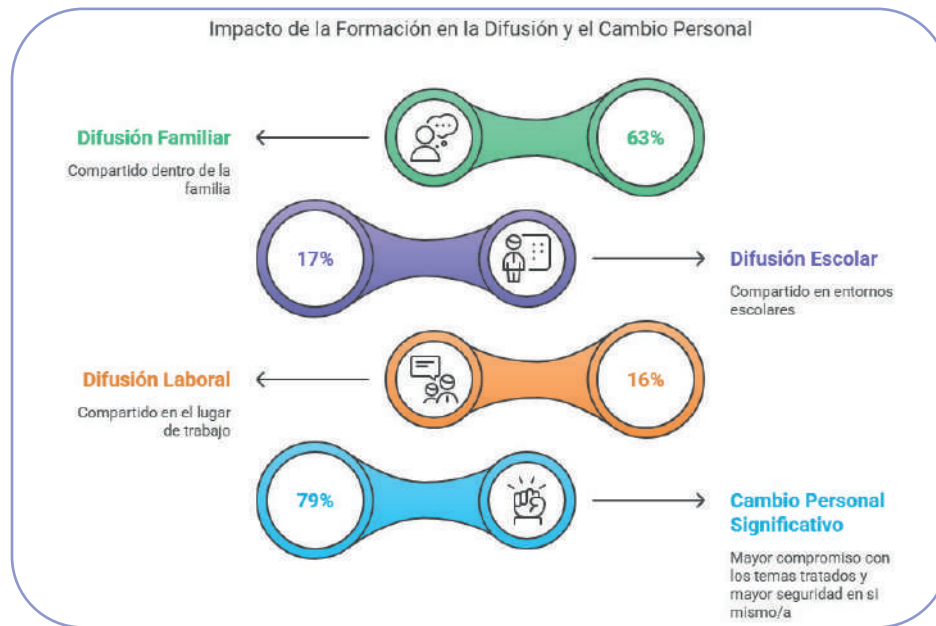 Impacto de la Formación en la Difusión y el Cambio Personal
Difusión Familiar
Compartido dentro de la
familia
63%
17%
Difusión Escolar
Compartido en entornos
escolares
Difusión Laboral
Compartido en el lugar
de trabajo
16%
79%
Cambio Personal
Significativo
Mayor compromiso con
los temas tratados y
mayor seguridad en si
mismo/a